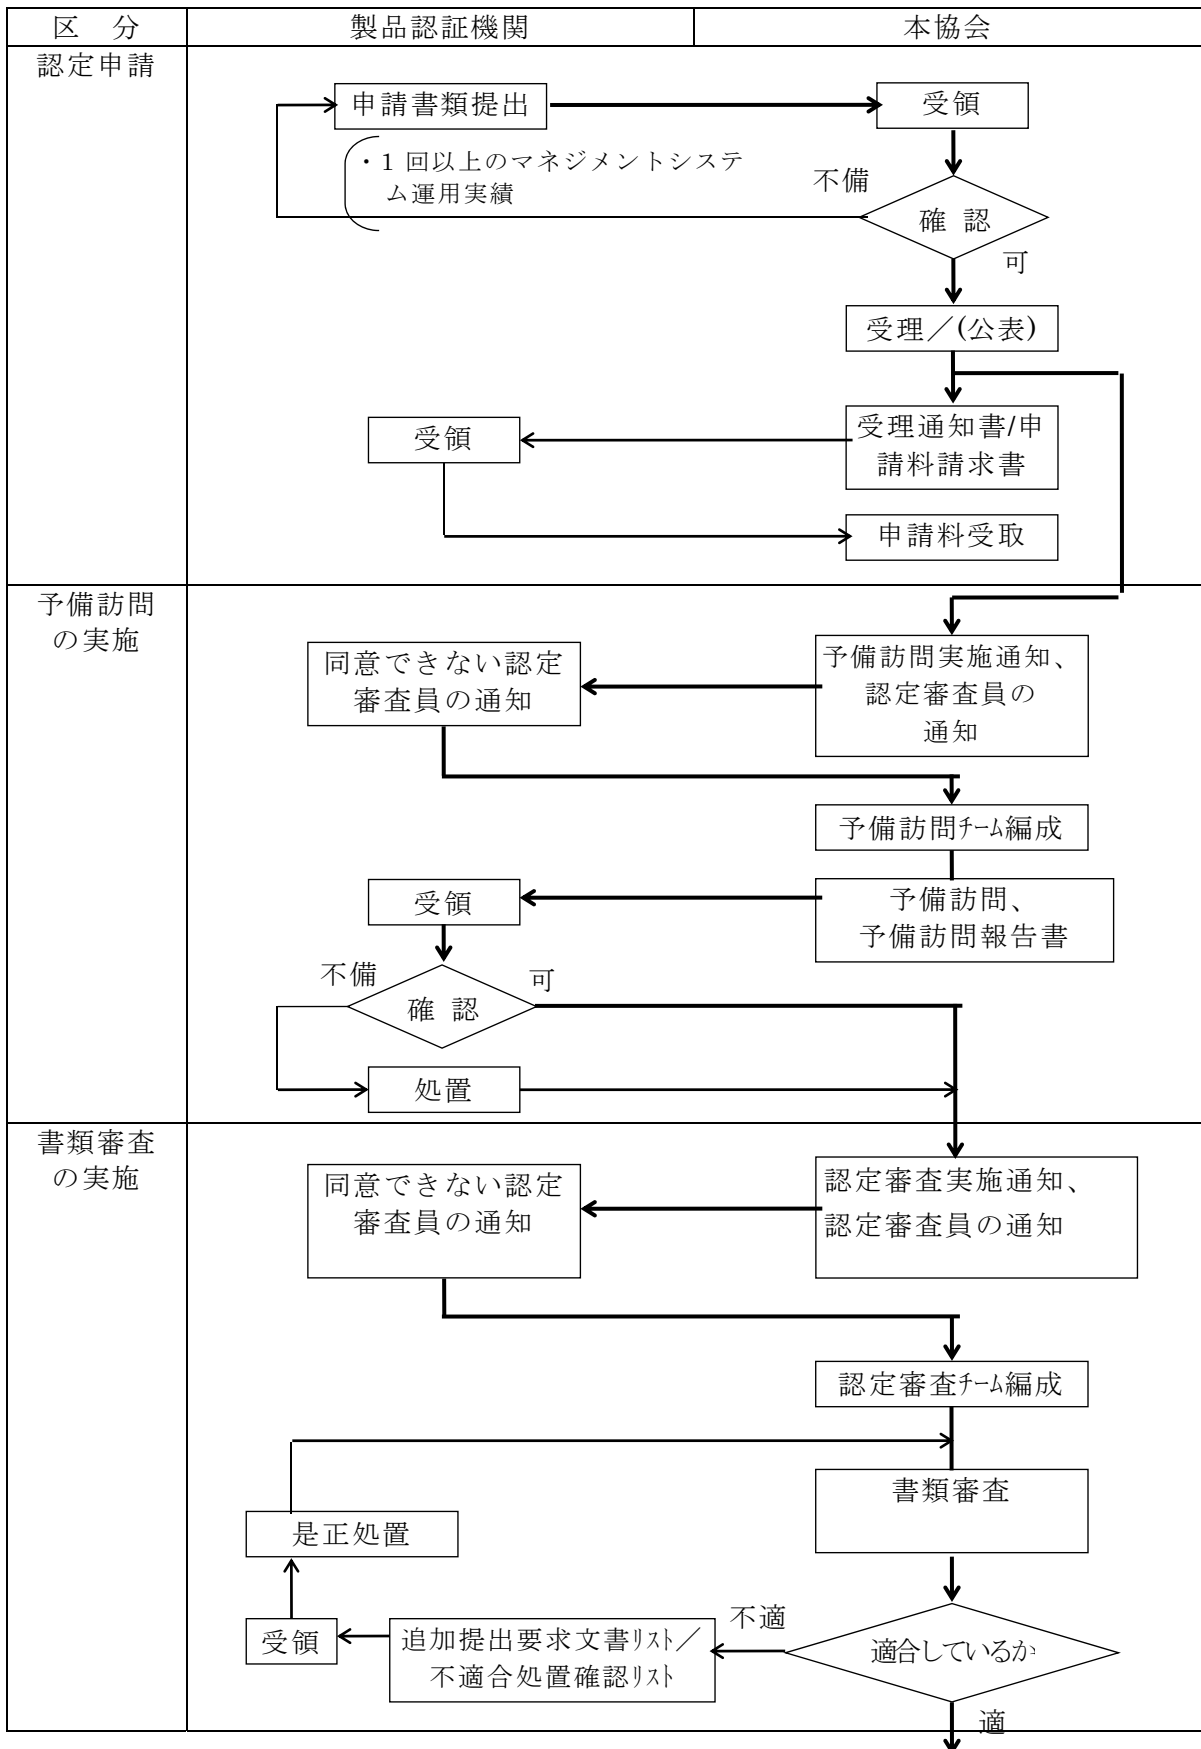 区　分
製品認証機関
本協会
認定申請
申請書類提出
受領
・1 回以上のマネジメントシステ
ム運用実績
不備
確 認
可
受理／(公表)
受領
受理通知書/申
請料請求書
申請料受取
予備訪問
の実施
同意できない認定
審査員の通知
予備訪問実施通知、
認定審査員の
通知
予備訪問ﾁｰﾑ編成
受領
予備訪問、
予備訪問報告書
不備
確 認
可
処置
書類審査
の実施
同意できない認定
審査員の通知
認定審査実施通知、
認定審査員の通知
認定審査ﾁｰﾑ編成
書類審査
是正処置
受領
追加提出要求文書ﾘｽﾄ／
不適合処置確認ﾘｽﾄ
不適
適合しているか
適